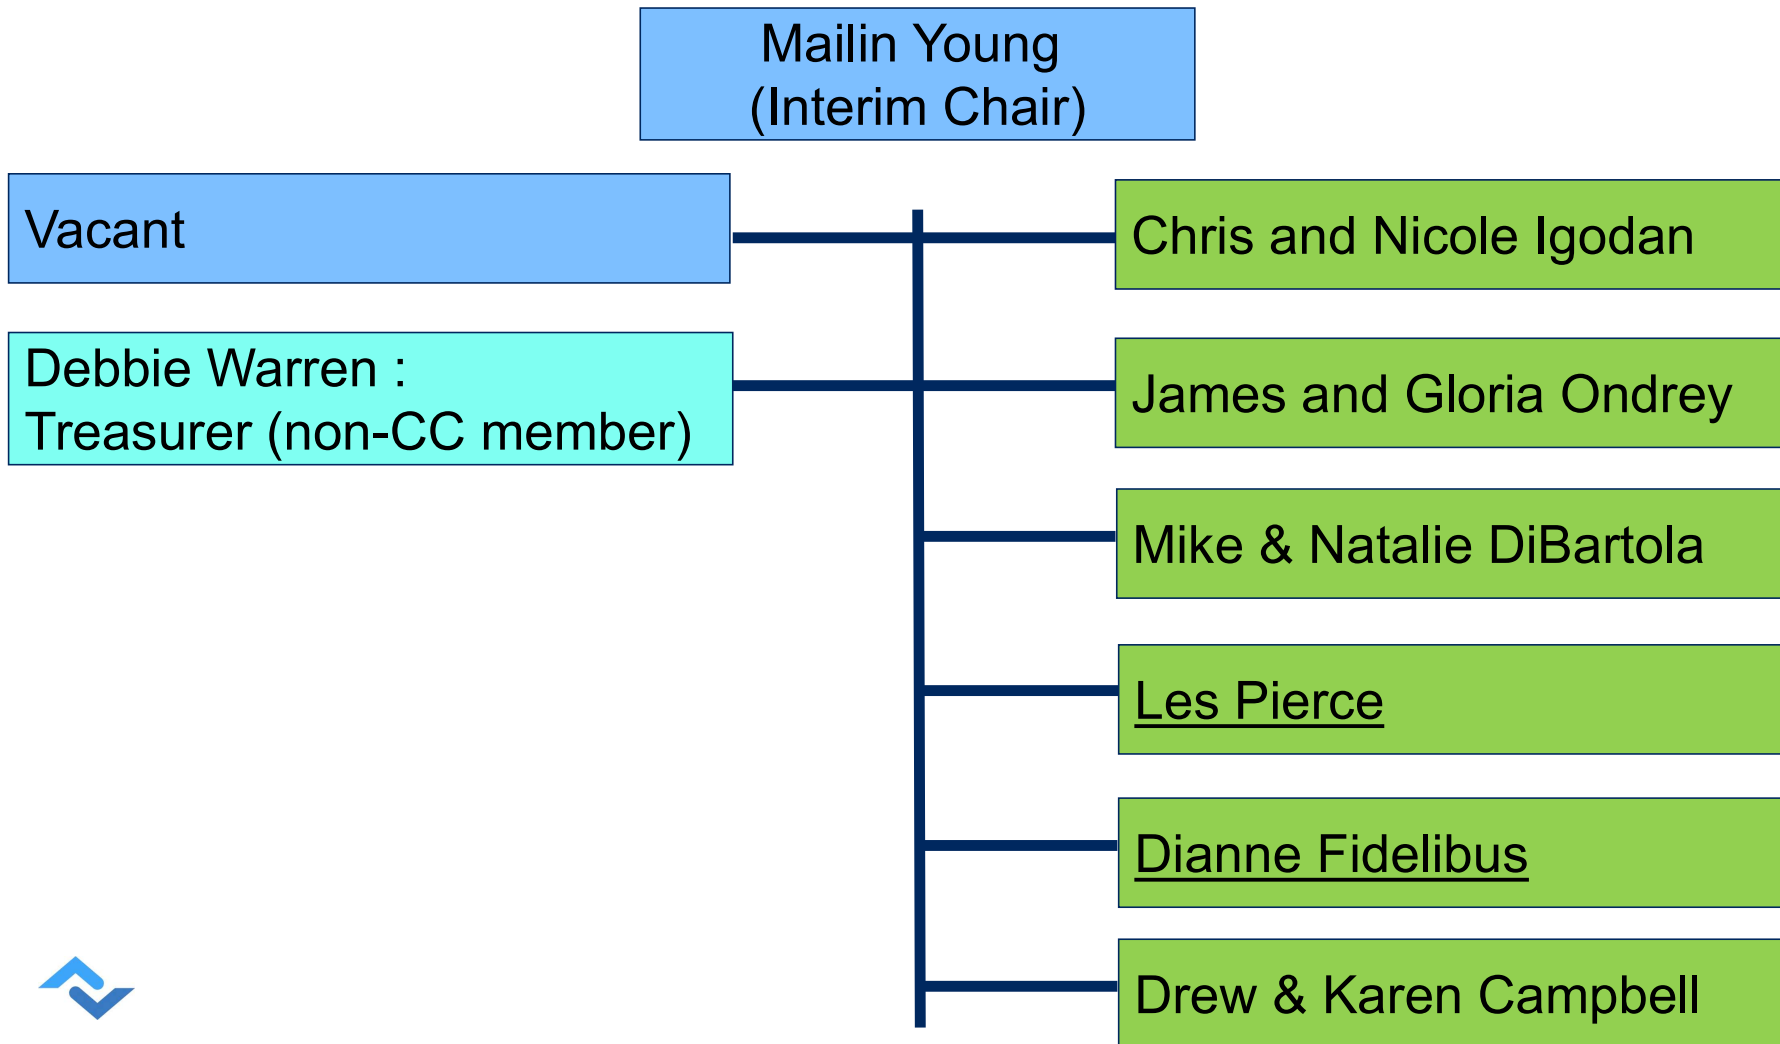 Mailin Young
(Interim Chair)
Vacant
Debbie Warren :
Treasurer (non-CC member)
Chris and Nicole Igodan
James and Gloria Ondrey
Mike & Natalie DiBartola
Les Pierce
Dianne Fidelibus
Drew & Karen Campbell